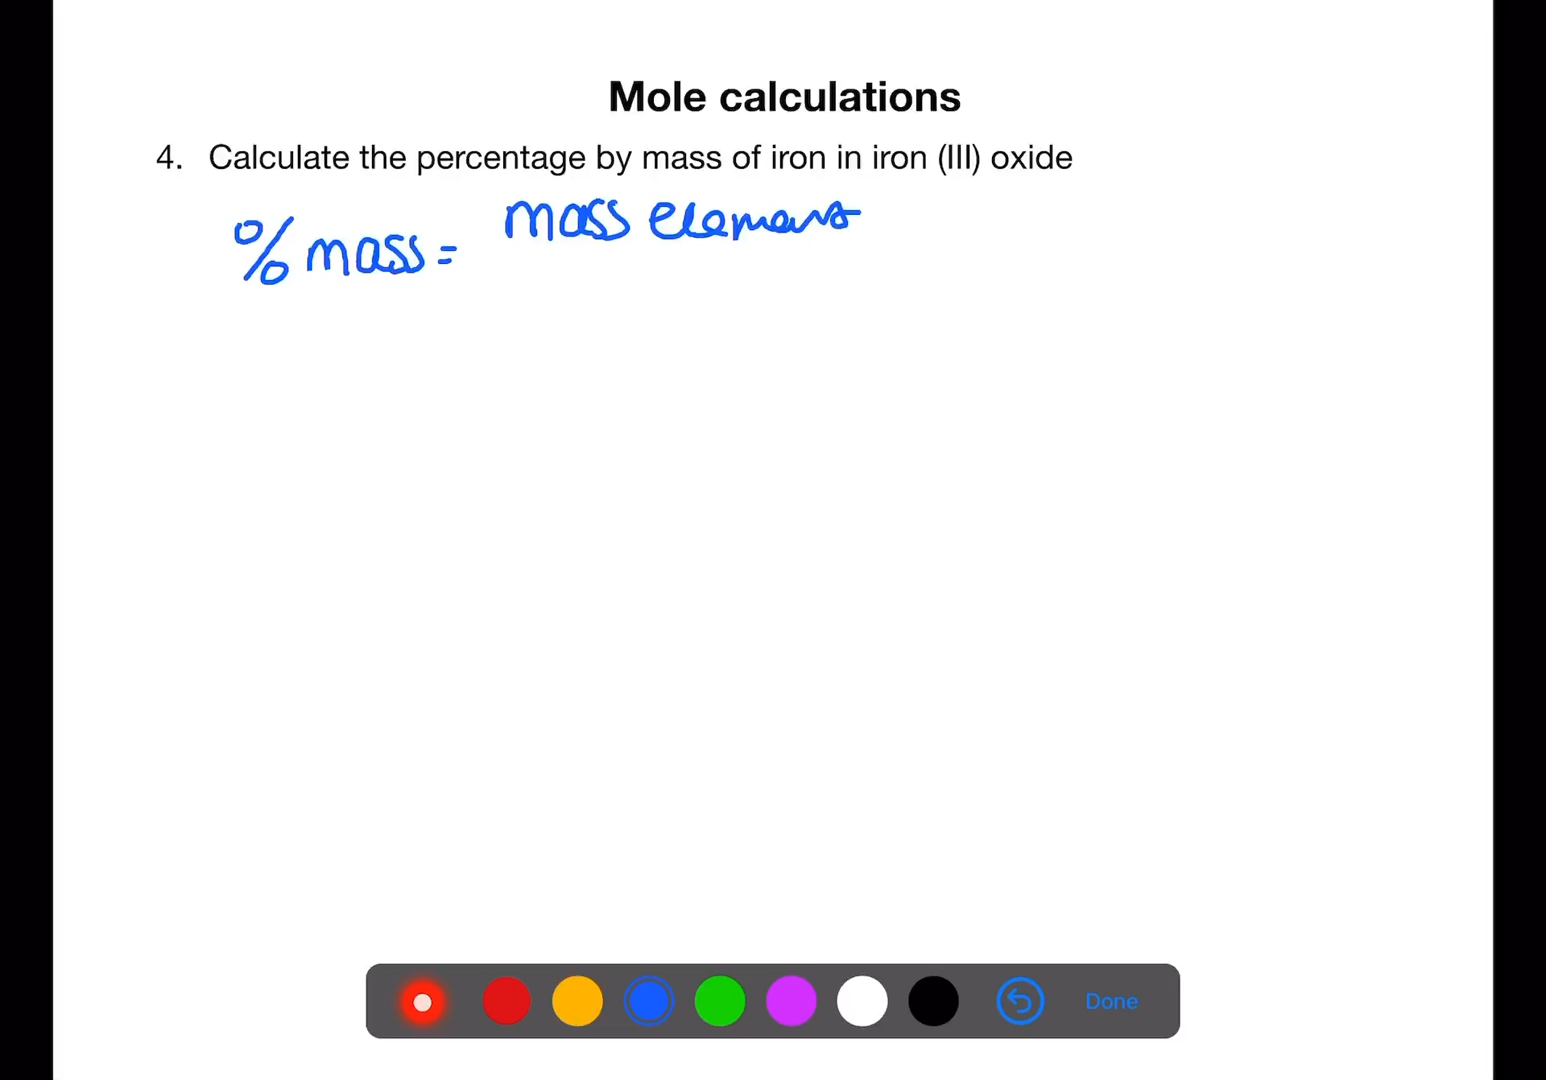 Mole calculations
4. Calculate the percentage by mass of iron in iron (III) oxide
% mass = mass element
Done